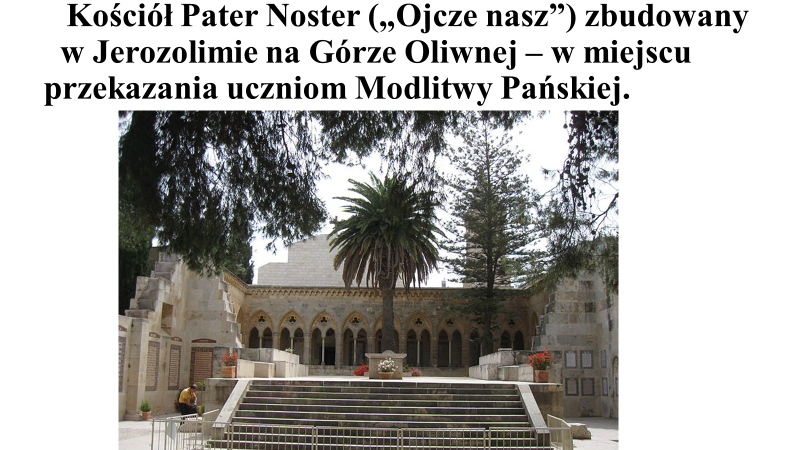 Kościół Pater Noster („Ojcze nasz”) zbudowany
w Jerozolimie na Górze Oliwnej – w miejscu
przekazania uczniom Modlitwy Pańskiej.